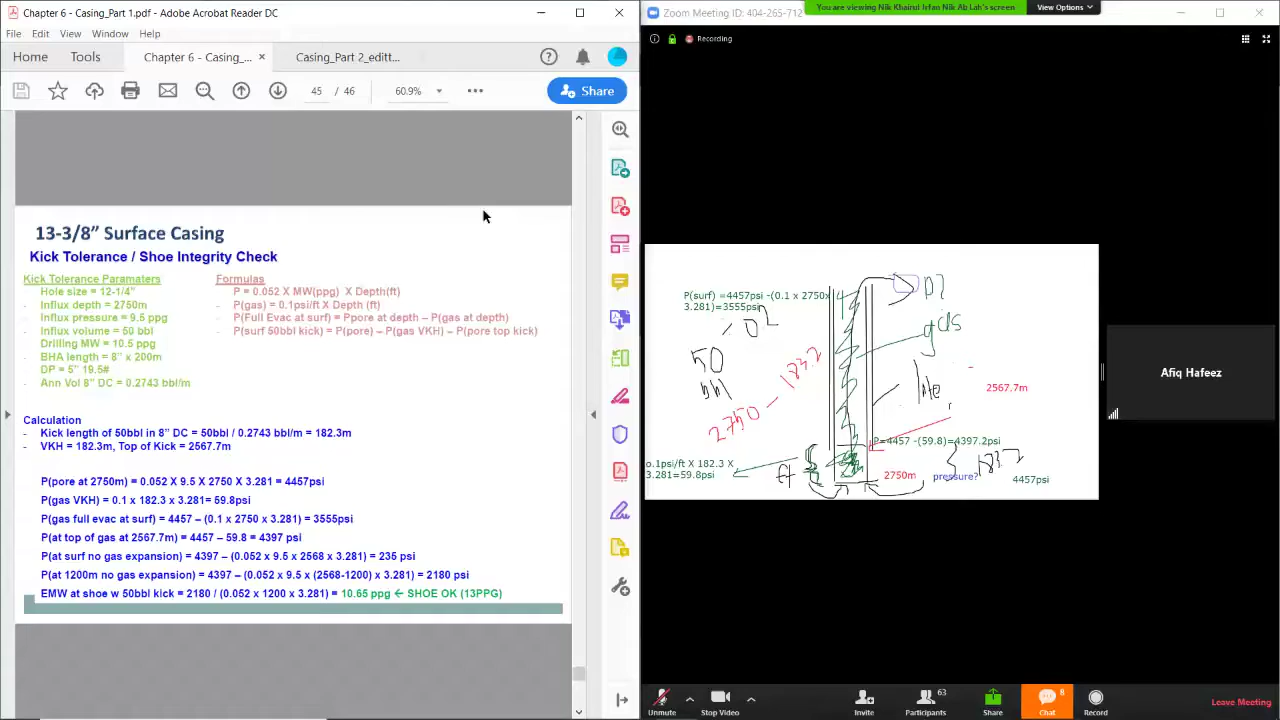 Chapter 6 - Casing_Part 1.pdf - Adobe Acrobat Reader DC
File Edit View Window Help
Home Tools Chapter 6 - Casing_... × Casing_Part 2_editt...
45 / 46 60.9% Share
13-3/8” Surface Casing
Kick Tolerance / Shoe Integrity Check
Kick Tolerance Paramaters
- Hole size = 12-1/4”
- Influx depth = 2750m
- Influx pressure = 9.5 ppg
- Influx volume = 50 bbl
- Drilling MW = 10.5 ppg
- BHA length = 8” x 200m
- DP = 5” 19.5#
- Ann Vol 8” DC = 0.2743 bbl/m
Formulas
- P = 0.052 X MW(ppg) X Depth(ft)
- P(gas) = 0.1psi/ft X Depth (ft)
- P(Full Evac at surf) = Ppore at depth – P(gas at depth)
- P(surf 50bbl kick) = P(pore) – P(gas VKH) – P(pore top kick)
Calculation
- Kick length of 50bbl in 8” DC = 50bbl / 0.2743 bbl/m = 182.3m
- VKH = 182.3m, Top of Kick = 2567.7m
P(pore at 2750m) = 0.052 X 9.5 X 2750 X 3.281 = 4457psi
P(gas VKH) = 0.1 x 182.3 x 3.281= 59.8psi
P(gas full evac at surf) = 4457 – (0.1 x 2750 x 3.281) = 3555psi
P(at top of gas at 2567.7m) = 4457 – 59.8 = 4397 psi
P(at surf no gas expansion) = 4397 – (0.052 x 9.5 x 2568 x 3.281) = 235 psi
P(at 1200m no gas expansion) = 4397 – (0.052 x 9.5 x (2568-1200) x 3.281) = 2180 psi
EMW at shoe w 50bbl kick = 2180 / (0.052 x 1200 x 3.281) = 10.65 ppg ← SHOE OK (13PPG)
Zoom Meeting ID: 404-265-712
You are viewing Nik Khairul Irfan Nik Ab Lah's screen View Options
Recording
P(surf) =4457psi -(0.1 x 2750x
3.281)=3555psi
P?
gas
50
bbl
2750 - 183.2
2567.7m
P=4457 -(59.8)=4397.2psi
o.1psi/ft X 182.3 X
3.281=59.8psi
ft
2750m
pressure?
183.2
4457psi
Afiq Hafeez
63
8
Unmute Stop Video Invite Participants Share Chat Record Leave Meeting